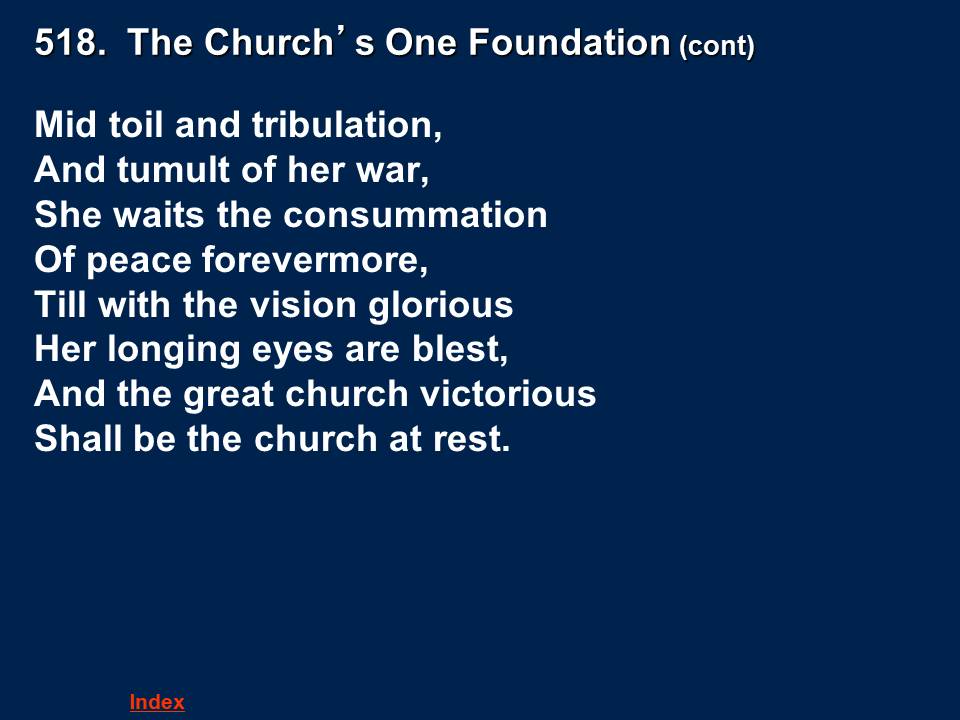 518. The Church’s One Foundation (cont)
Mid toil and tribulation,
And tumult of her war,
She waits the consummation
Of peace forevermore,
Till with the vision glorious
Her longing eyes are blest,
And the great church victorious
Shall be the church at rest.
Index